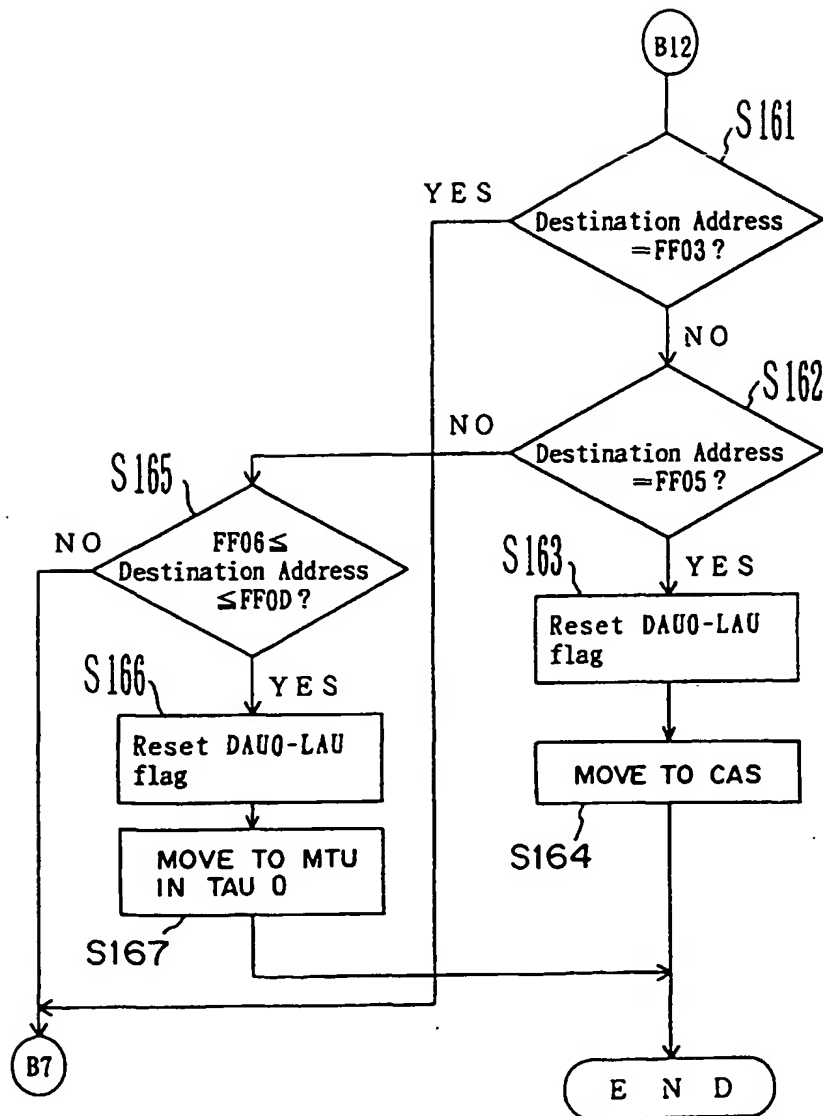 B12
S161
YES
Destination Address
=FF03?
NO
S162
NO
Destination Address
=FF05?
S165
NO
FF06≦
Destination Address
≦FF0D?
S163
YES
Reset DAU0-LAU
flag
S166
YES
Reset DAU0-LAU
flag
MOVE TO CAS
S164
MOVE TO MTU
IN TAU 0
S167
B7
END